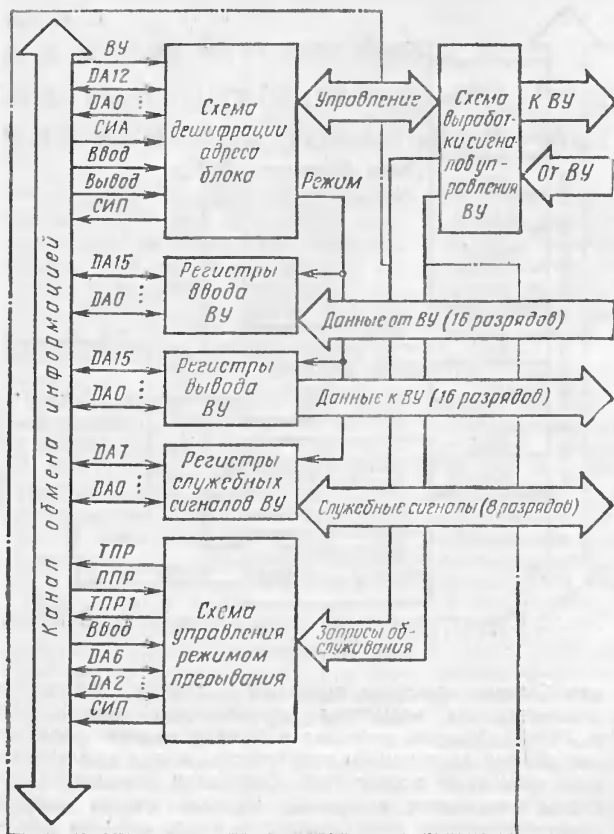 Канал обмена информацией
ВУ
DA12
DA0
СИА
Ввод
Вывод
СИП
Схема
дешифрации
адреса
блока
Управление
Режим
Схема
выработ-
ки сигна-
лов уп-
равления
ВУ
К ВУ
От ВУ
DA15
DA0
Регистры
ввода
ВУ
Данные от ВУ (16 разрядов)
DA15
DA0
Регистры
вывода
ВУ
Данные к ВУ (16 разрядов)
DA7
DA0
Регистры
служебных
сигналов ВУ
Служебные сигналы (8 разрядов)
ТПР
ППР
ТПР1
Ввод
DA6
DA2
СИП
Схема
управления
режимом
прерывания
Записы об-
служивания